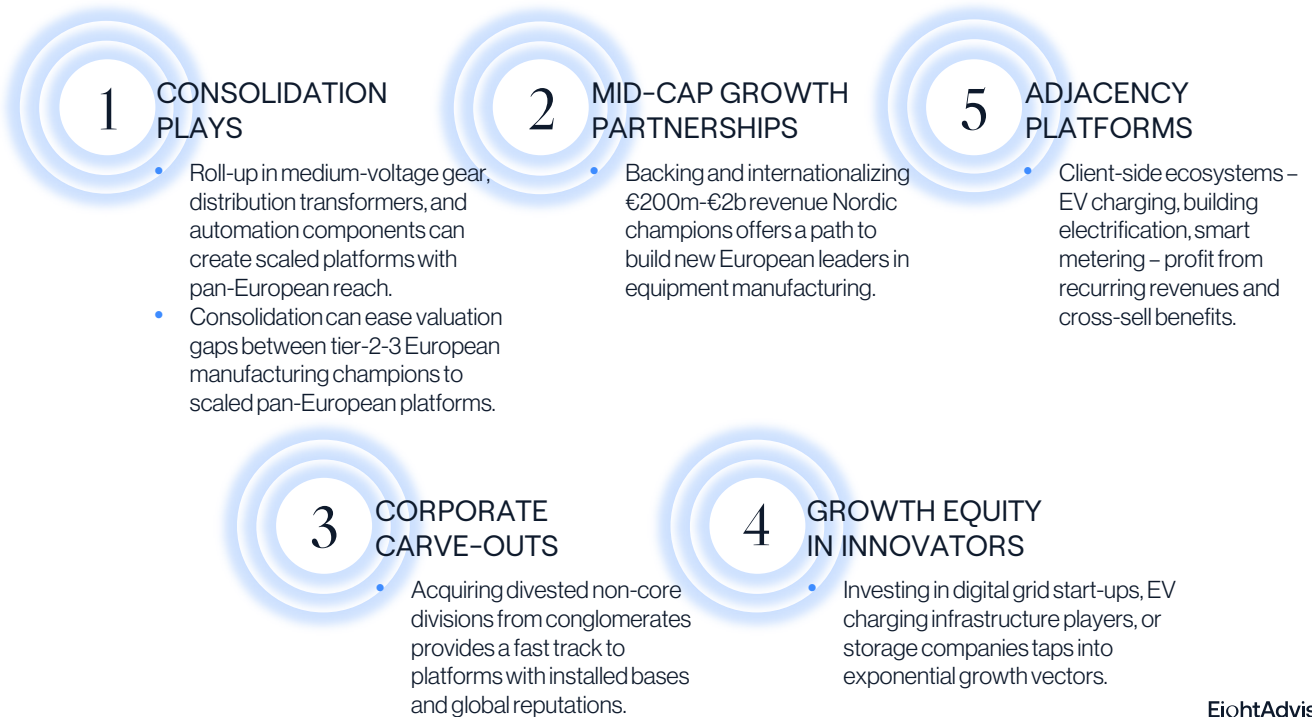 1
CONSOLIDATION
PLAYS
• Roll-up in medium-voltage gear,
distribution transformers, and
automation components can
create scaled platforms with
pan-European reach.
• Consolidation can ease valuation
gaps between tier-2-3 European
manufacturing champions to
scaled pan-European platforms.
2
MID-CAP GROWTH
PARTNERSHIPS
• Backing and internationalizing
€200m-€2b revenue Nordic
champions offers a path to
build new European leaders in
equipment manufacturing.
5
ADJACENCY
PLATFORMS
• Client-side ecosystems –
EV charging, building
electrification, smart
metering – profit from
recurring revenues and
cross-sell benefits.
3
CORPORATE
CARVE-OUTS
• Acquiring divested non-core
divisions from conglomerates
provides a fast track to
platforms with installed bases
and global reputations.
4
GROWTH EQUITY
IN INNOVATORS
• Investing in digital grid start-ups, EV
charging infrastructure players, or
storage companies taps into
exponential growth vectors.
EightAdvis